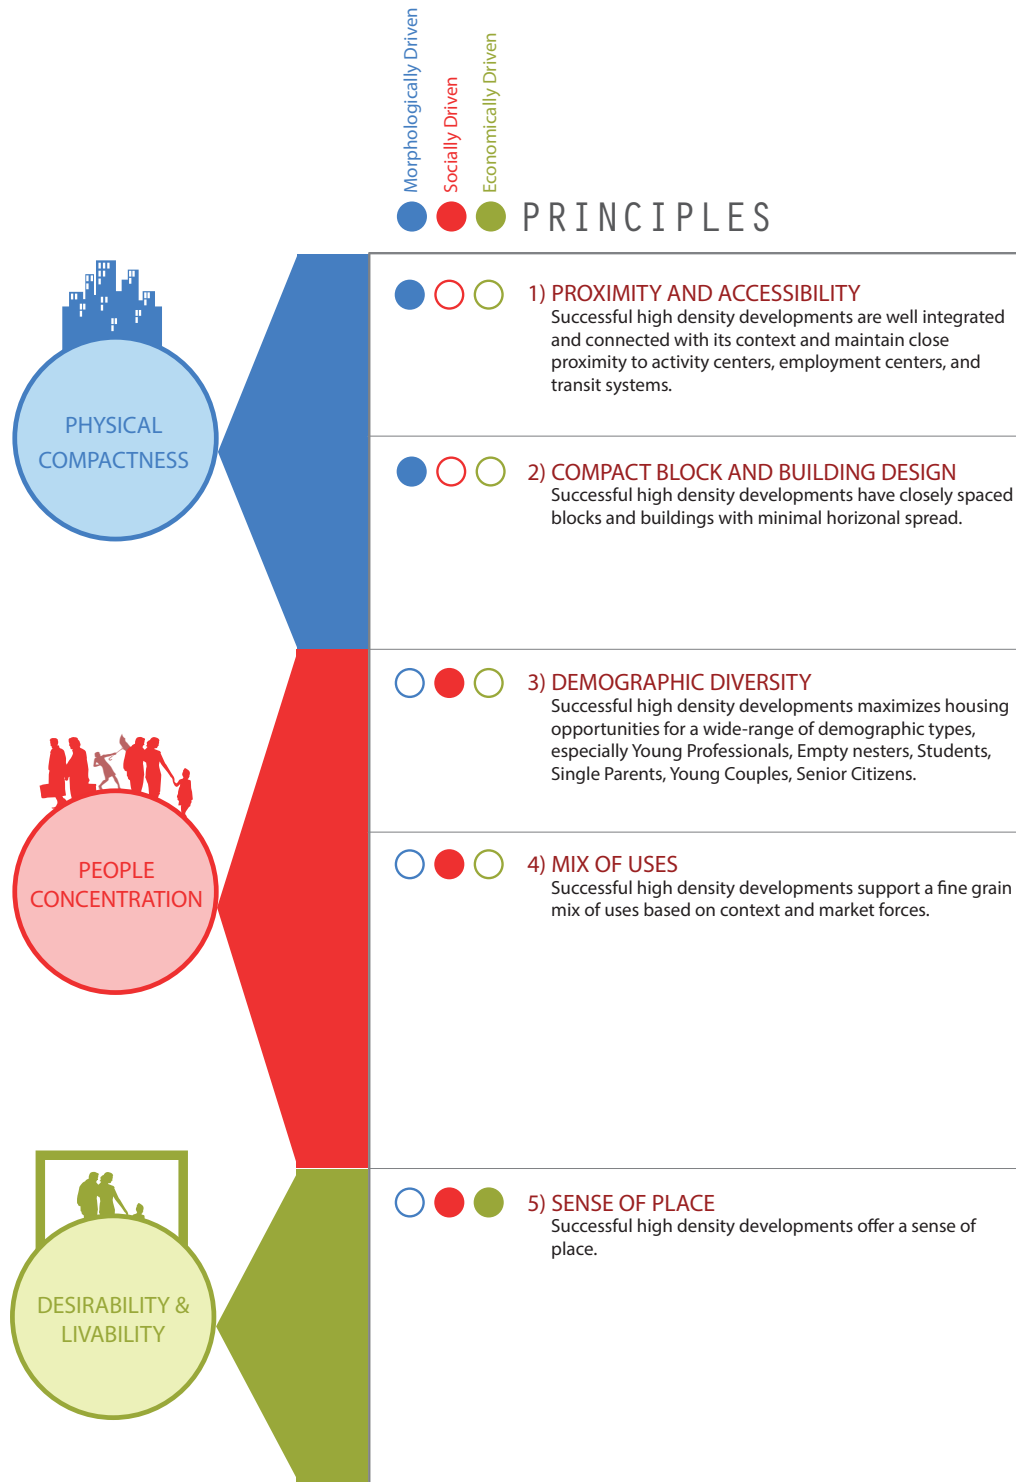 Morphologically Driven
Socially Driven
Economically Driven
PRINCIPLES
PHYSICAL
COMPACTNESS
1) PROXIMITY AND ACCESSIBILITY
Successful high density developments are well integrated
and connected with its context and maintain close
proximity to activity centers, employment centers, and
transit systems.
2) COMPACT BLOCK AND BUILDING DESIGN
Successful high density developments have closely spaced
blocks and buildings with minimal horizonal spread.
PEOPLE
CONCENTRATION
3) DEMOGRAPHIC DIVERSITY
Successful high density developments maximizes housing
opportunities for a wide-range of demographic types,
especially Young Professionals, Empty nesters, Students,
Single Parents, Young Couples, Senior Citizens.
4) MIX OF USES
Successful high density developments support a fine grain
mix of uses based on context and market forces.
DESIRABILITY &
LIVABILITY
5) SENSE OF PLACE
Successful high density developments offer a sense of
place.